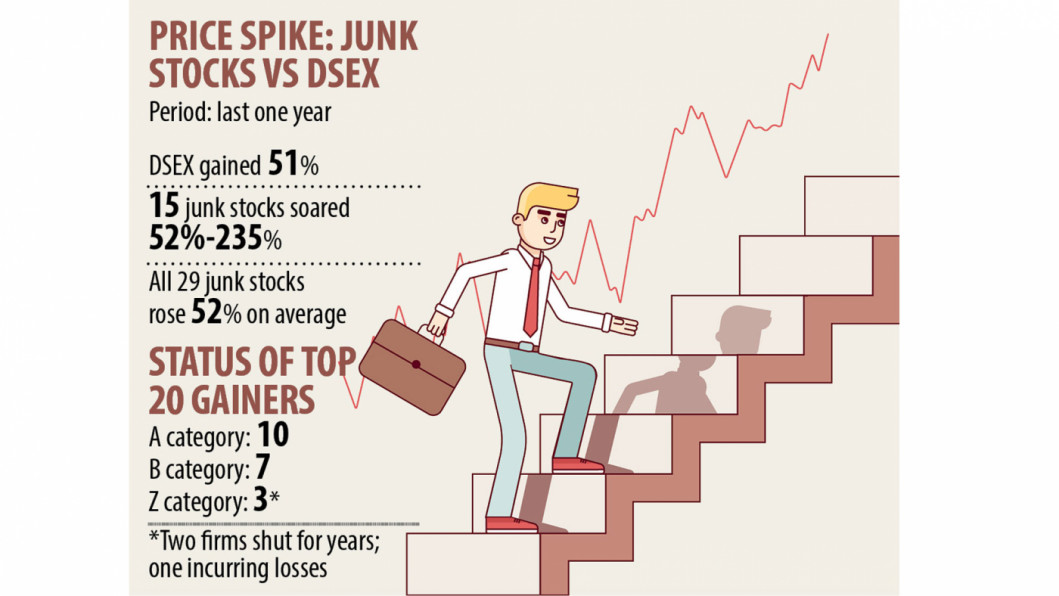 PRICE SPIKE: JUNK
STOCKS VS DSEX
Period: last one year
DSEX gained 51%
15 junk stocks soared
52%-235%
All 29 junk stocks
rose 52% on average
STATUS OF TOP
20 GAINERS
A category: 10
B category: 7
Z category: 3*
*Two firms shut for years;
one incurring losses